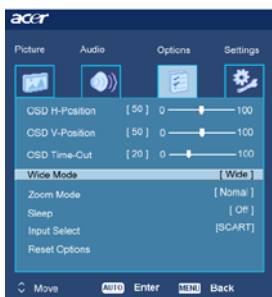 acer
Picture Audio Options Settings
OSD H-Position [ 50 ] 0 100
OSD V-Position [ 50 ] 0 100
OSD Time-Out [ 20 ] 0 100
Wide Mode [ Wide ]
Zoom Mode [ Nomal ]
Sleep [ Off ]
Input Select [SCART]
Reset Options
Move AUTO Enter MENU Back